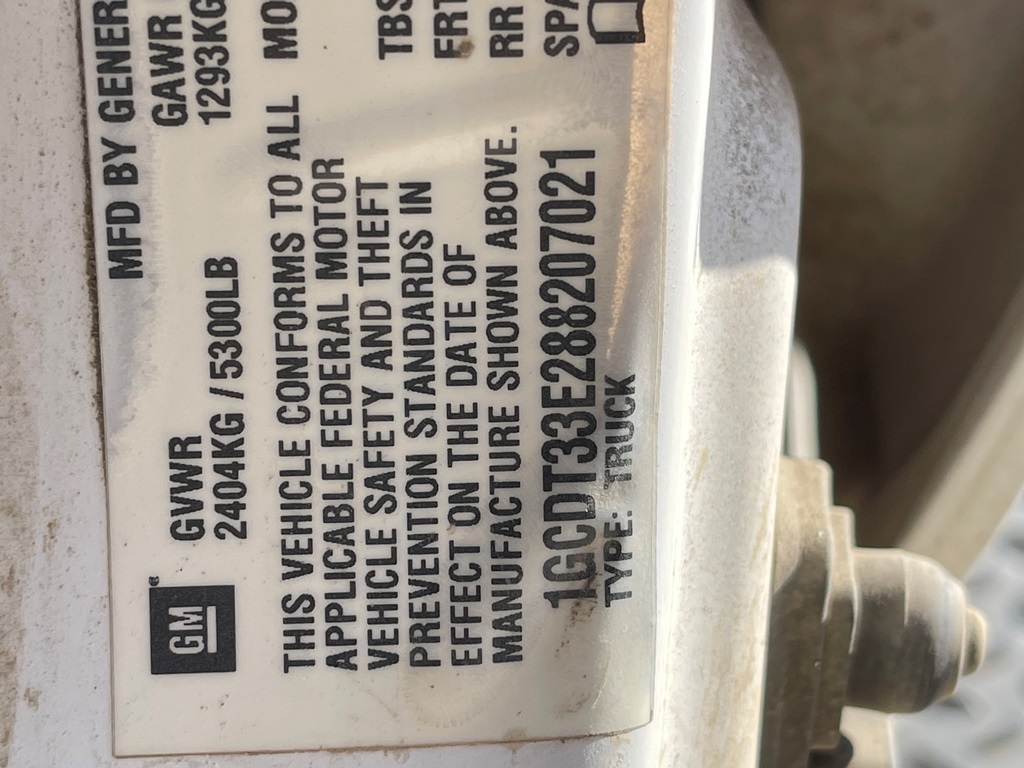 MFD BY GENER
GVWR GAWR
2404KG / 5300LB 1293KG
THIS VEHICLE CONFORMS TO ALL MO
APPLICABLE FEDERAL MOTOR
VEHICLE SAFETY AND THEFT TBS
PREVENTION STANDARDS IN
EFFECT ON THE DATE OF FRT
MANUFACTURE SHOWN ABOVE. RR
1GCDT33E288207021 SPA
TYPE: TRUCK
GM